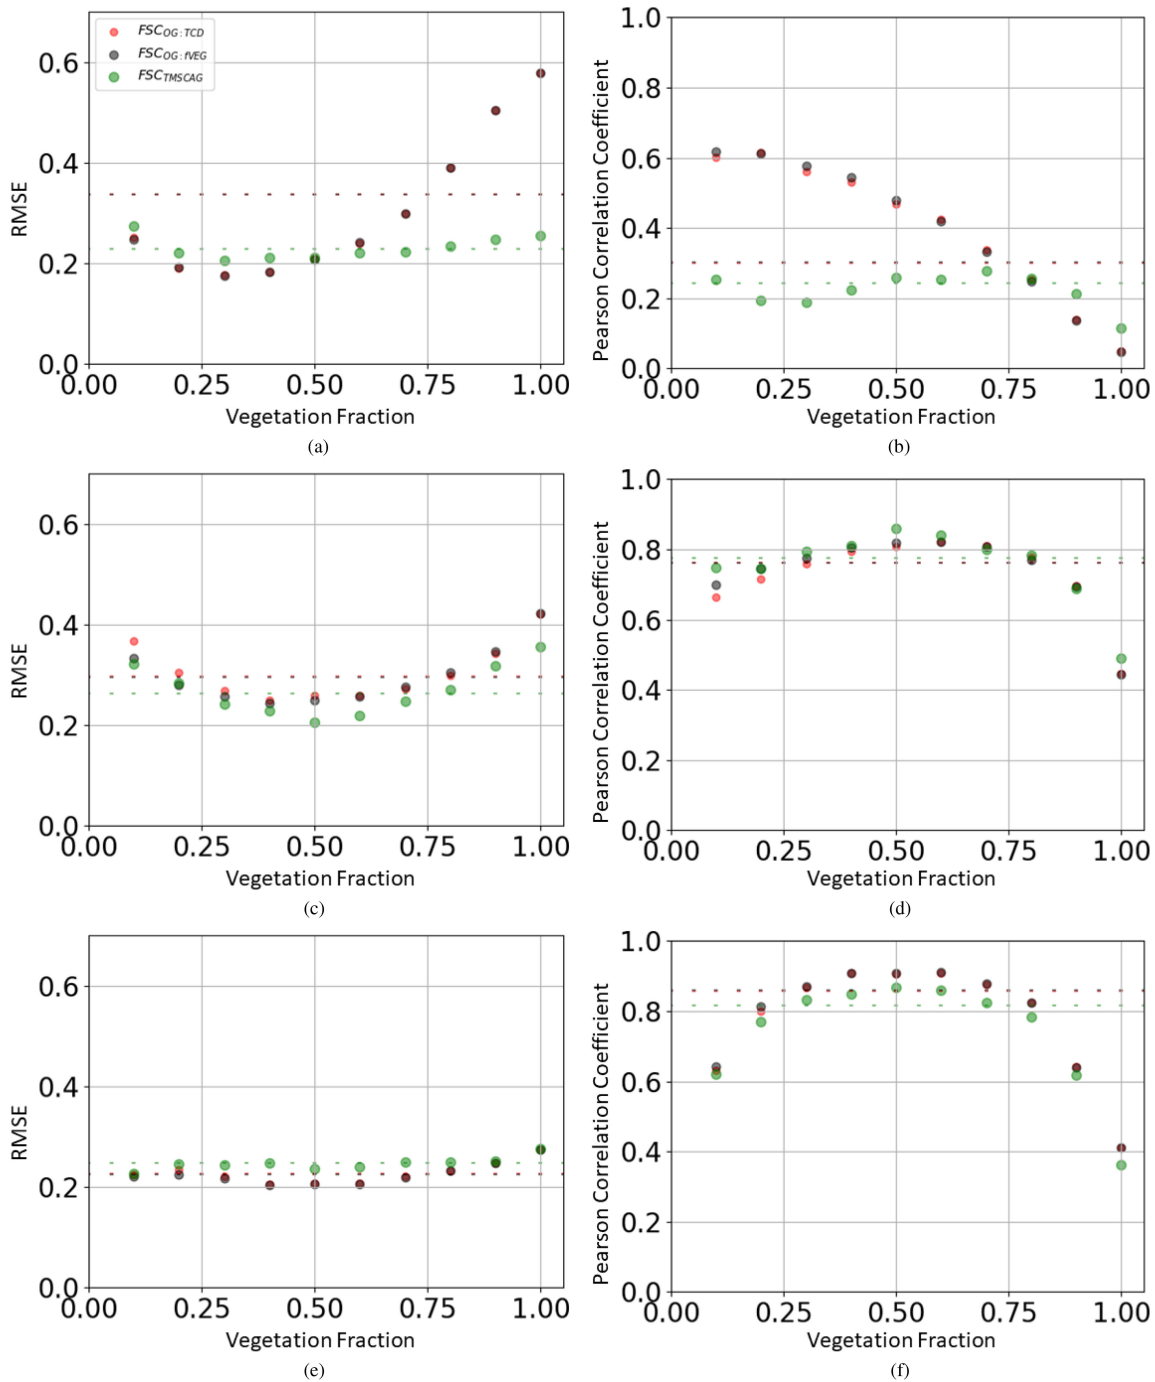 0.6
0.4
0.2
0.0
RMSE
FSC_{OG:TCD}
FSC_{OG:fVEG}
FSC_{TMSCAG}
0.00 0.25 0.50 0.75 1.00
Vegetation Fraction
(a)
1.0
0.8
0.6
0.4
0.2
0.0
Pearson Correlation Coefficient
0.00 0.25 0.50 0.75 1.00
Vegetation Fraction
(b)
0.6
0.4
0.2
0.0
RMSE
0.00 0.25 0.50 0.75 1.00
Vegetation Fraction
(c)
1.0
0.8
0.6
0.4
0.2
0.0
Pearson Correlation Coefficient
0.00 0.25 0.50 0.75 1.00
Vegetation Fraction
(d)
0.6
0.4
0.2
0.0
RMSE
0.00 0.25 0.50 0.75 1.00
Vegetation Fraction
(e)
1.0
0.8
0.6
0.4
0.2
0.0
Pearson Correlation Coefficient
0.00 0.25 0.50 0.75 1.00
Vegetation Fraction
(f)